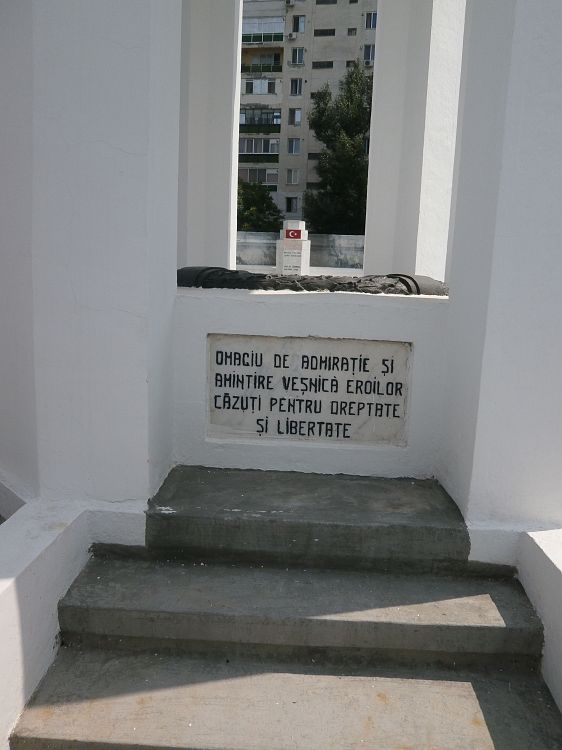 OMAGIU DE ADMIRAȚIE ȘI
AMINTIRE VEȘNICĂ EROILOR
CĂZUȚI PENTRU DREPTATE
ȘI LIBERTATE